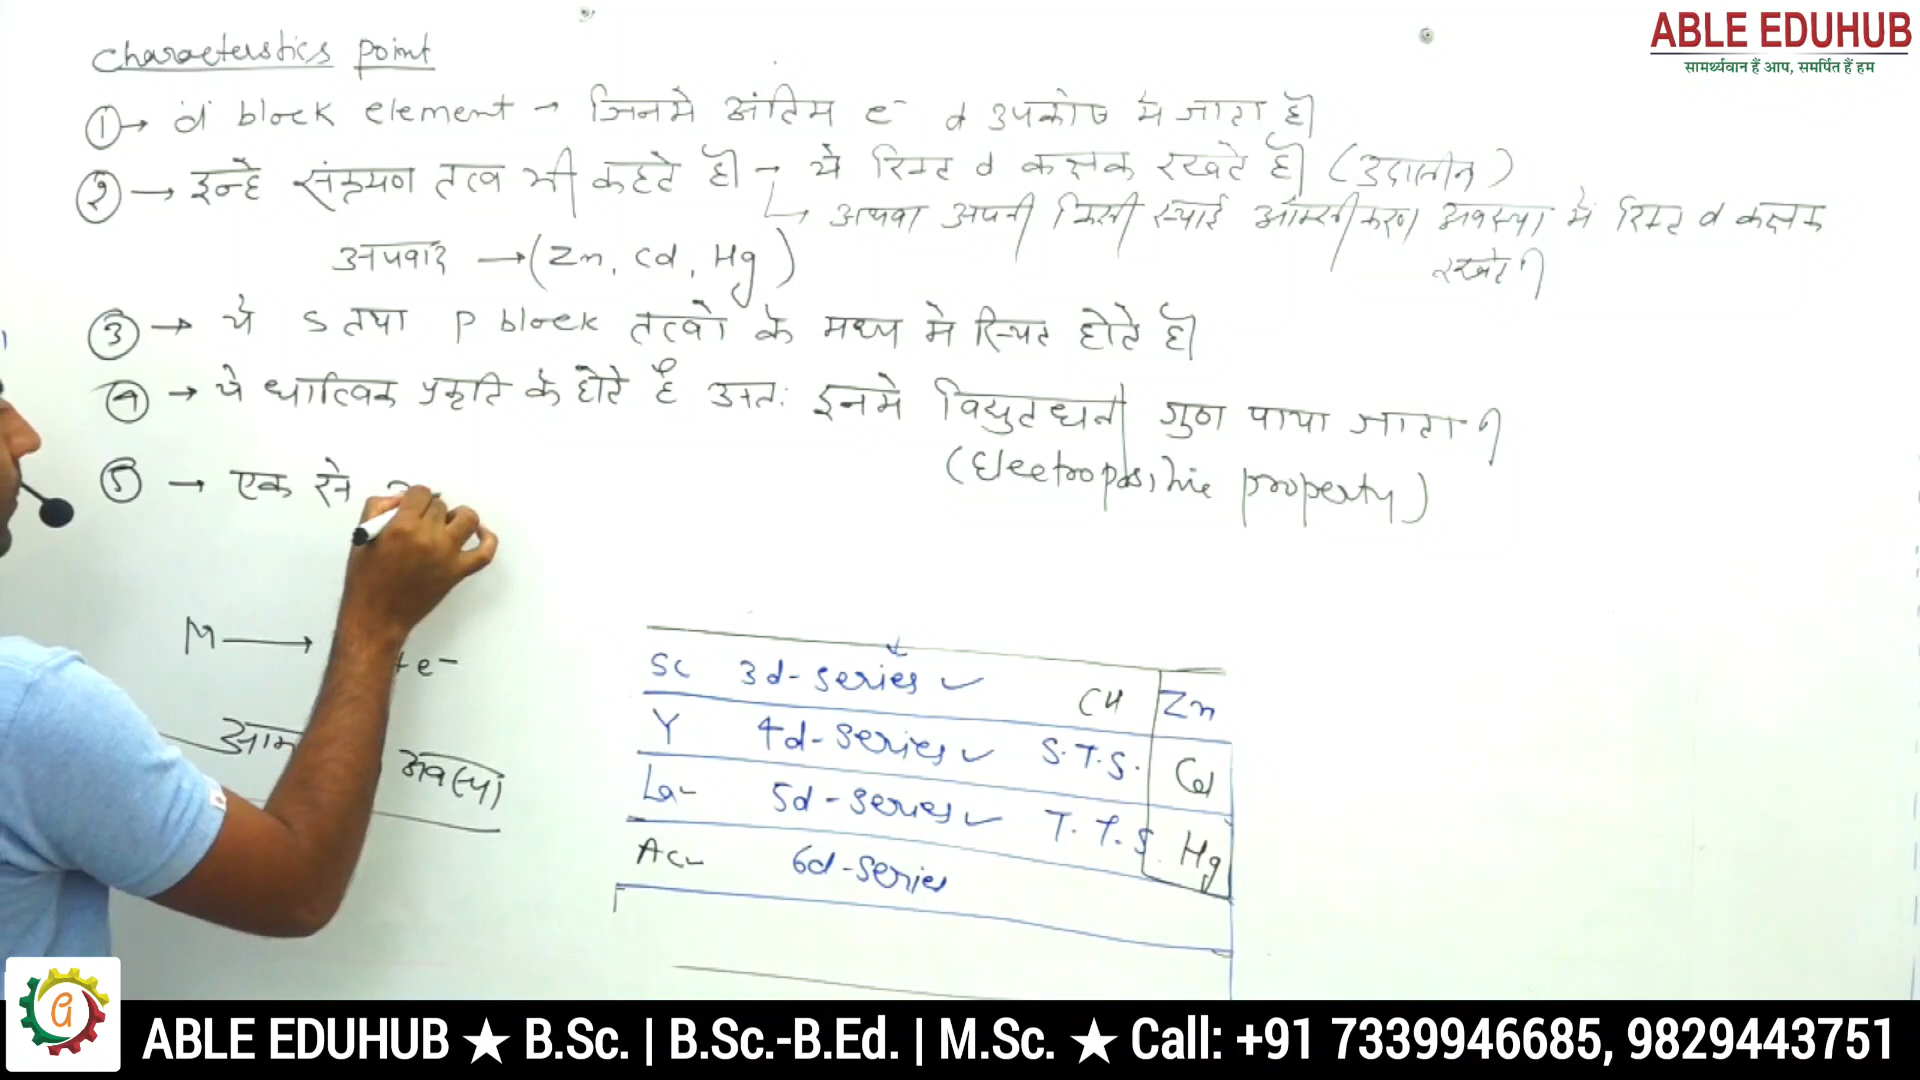 characterstics point
ABLE EDUHUB
सामर्थ्यवान हैं आप, समर्पित हैं हम
① → d block element → जिनमे अंतिम e⁻ d उपकोष मे जाता है
② → इन्हे संक्रमण तत्व भी कहते है → ये रिक्त d कक्षक रखते है (उदासीन)
↳ अथवा अपनी किसी स्थाई ऑक्सीकरण अवस्था में रिक्त d कक्षक
रखते
अपवाद → (Zn, Cd, Hg)
③ → ये s तथा p block तत्वो के मध्य मे स्थित होते है
④ → ये धात्विक प्रकृति के होते है अतः इनमे विद्युतधनी गुण पाया जाता
(Electropositive property)
⑤ → एक
M → + e⁻
अवस्था
Sc 3d-series ✓ Cu Zn
Y 4d-series ✓ S.T.S. Cd
La- 5d-series ✓ T.T.S. Hg
Ac- 6d-series
ABLE EDUHUB ★ B.Sc. | B.Sc.-B.Ed. | M.Sc. ★ Call: +91 7339946685, 9829443751